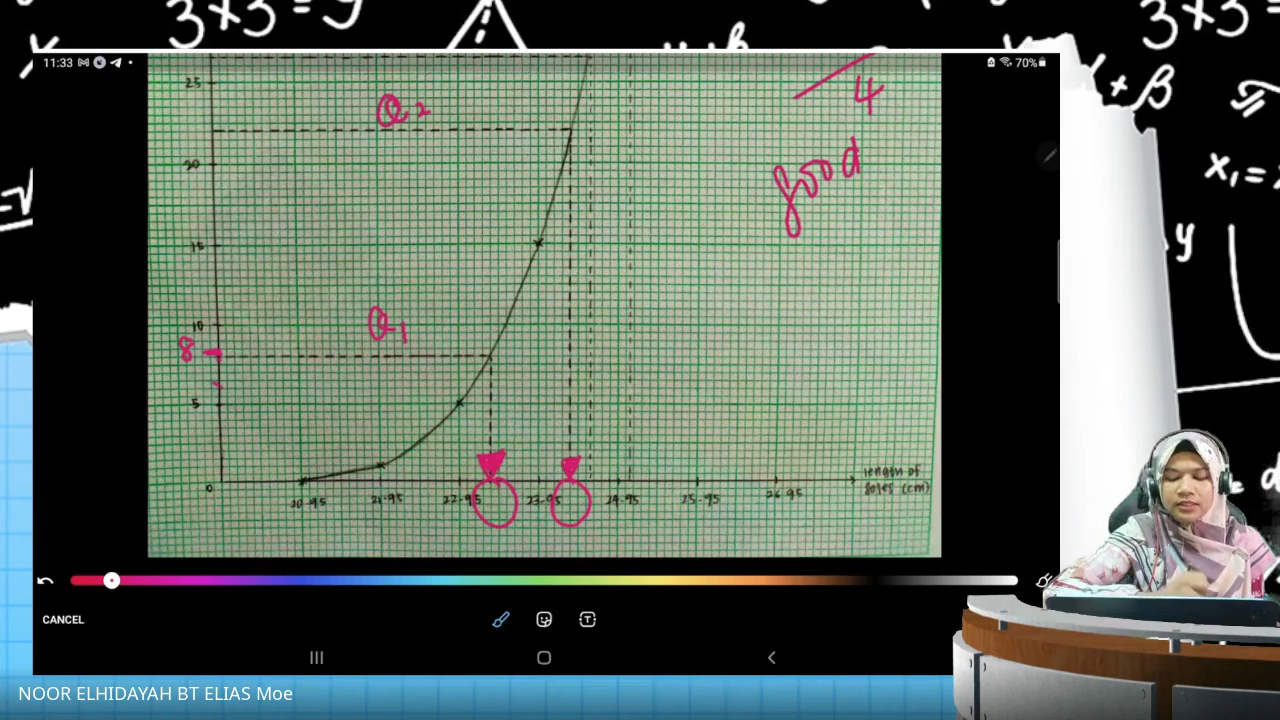 3×3=9
3×3=
11:33
70%
25
Q2
4
20
good
15
Q1
10
8
5
0
20.95
21.95
22.95
23.95
24.95
25.95
26.95
length of
soles (cm)
+β
x₁=
y
CANCEL
NOOR ELHIDAYAH BT ELIAS Moe